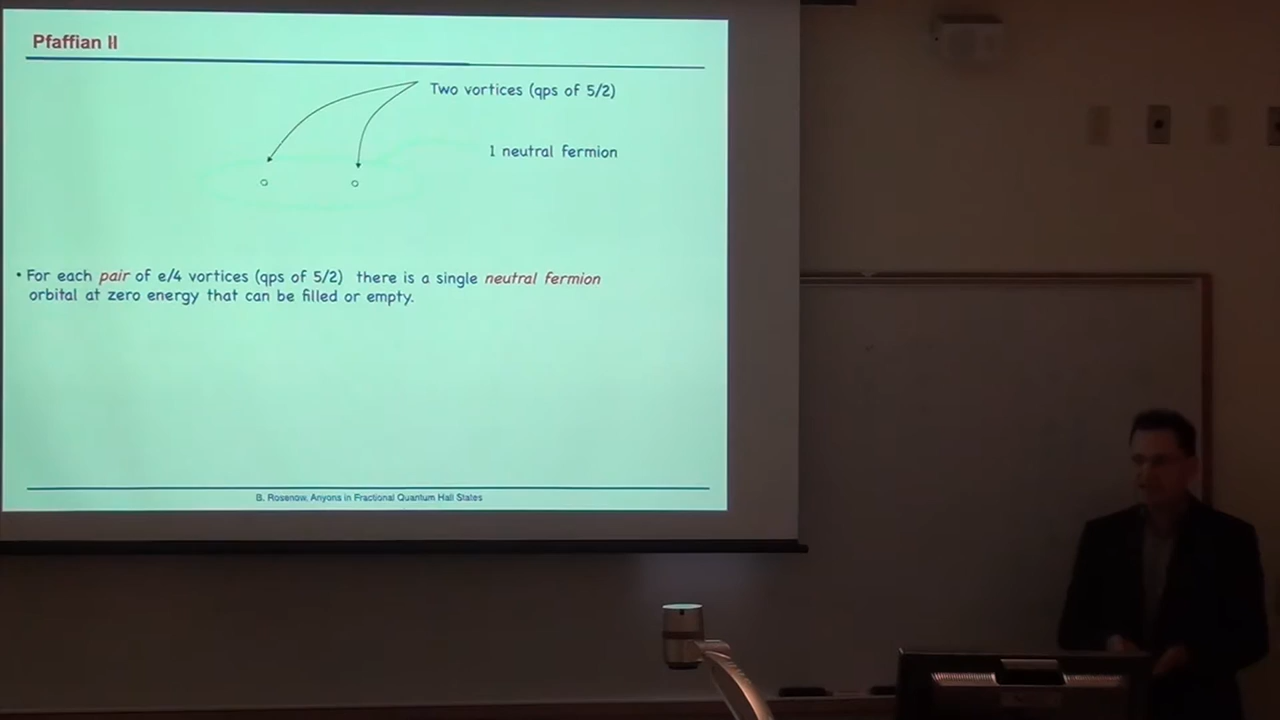 Pfaffian II
Two vortices (qps of 5/2)
1 neutral fermion
• For each pair of e/4 vortices (qps of 5/2) there is a single neutral fermion
orbital at zero energy that can be filled or empty.
B. Rosenow, Anyons in Fractional Quantum Hall States